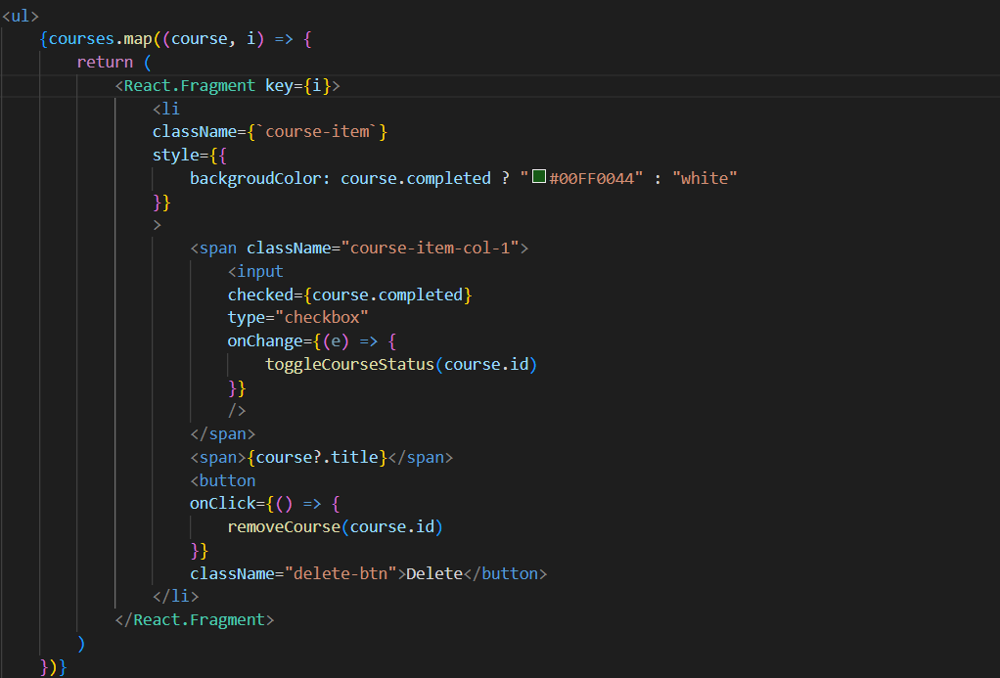 <ul>
{courses.map((course, i) => {
return (
<React.Fragment key={i}>
<li
className={`course-item`}
style={{
backgroudColor: course.completed ? "#00FF0044" : "white"
}}
>
<span className="course-item-col-1">
<input
checked={course.completed}
type="checkbox"
onChange={(e) => {
toggleCourseStatus(course.id)
}}
/>
</span>
<span>{course?.title}</span>
<button
onClick={() => {
removeCourse(course.id)
}}
className="delete-btn">Delete</button>
</li>
</React.Fragment>
)
})}